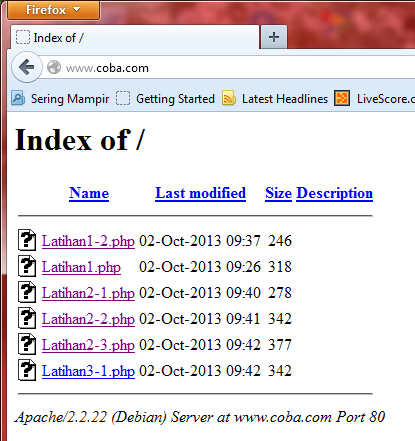 Firefox
Index of /
www.coba.com
Sering Mampir Getting Started Latest Headlines LiveScore.c
Index of /
Name Last modified Size Description
Latihan1-2.php 02-Oct-2013 09:37 246
Latihan1.php 02-Oct-2013 09:26 318
Latihan2-1.php 02-Oct-2013 09:40 278
Latihan2-2.php 02-Oct-2013 09:41 342
Latihan2-3.php 02-Oct-2013 09:42 377
Latihan3-1.php 02-Oct-2013 09:42 342
Apache/2.2.22 (Debian) Server at www.coba.com Port 80